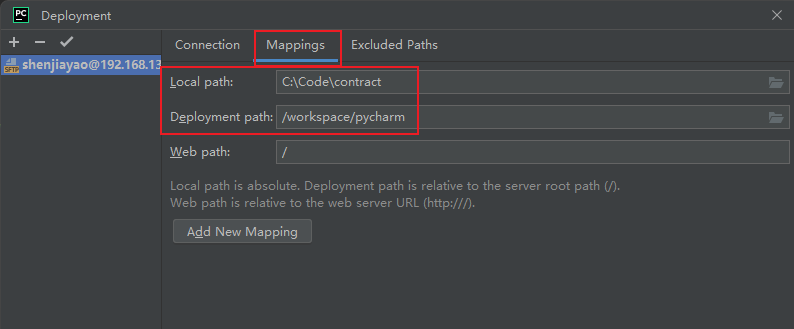 PC Deployment
Connection Mappings Excluded Paths
SFTP shenjiayao@192.168.13
Local path: C:\Code\contract
Deployment path: /workspace/pycharm
Web path: /
Local path is absolute. Deployment path is relative to the server root path (/).
Web path is relative to the web server URL (http:///).
Add New Mapping